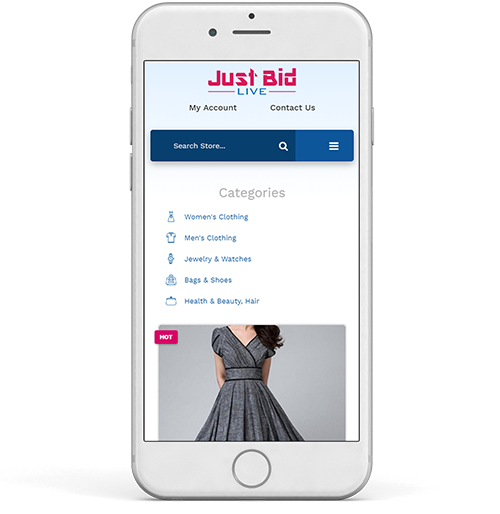 Just Bid
LIVE
My Account Contact Us
Search Store...
Categories
Women's Clothing
Men's Clothing
Jewelry & Watches
Bags & Shoes
Health & Beauty, Hair
HOT